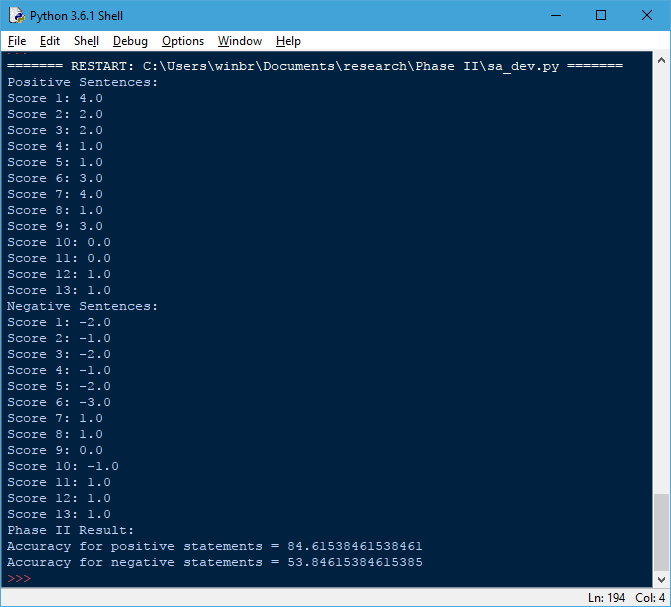 Python 3.6.1 Shell
File Edit Shell Debug Options Window Help
======= RESTART: C:\Users\winbr\Documents\research\Phase II\sa_dev.py =======
Positive Sentences:
Score 1: 4.0
Score 2: 2.0
Score 3: 2.0
Score 4: 1.0
Score 5: 1.0
Score 6: 3.0
Score 7: 4.0
Score 8: 1.0
Score 9: 3.0
Score 10: 0.0
Score 11: 0.0
Score 12: 1.0
Score 13: 1.0
Negative Sentences:
Score 1: -2.0
Score 2: -1.0
Score 3: -2.0
Score 4: -1.0
Score 5: -2.0
Score 6: -3.0
Score 7: 1.0
Score 8: 1.0
Score 9: 0.0
Score 10: -1.0
Score 11: 1.0
Score 12: 1.0
Score 13: 1.0
Phase II Result:
Accuracy for positive statements = 84.61538461538461
Accuracy for negative statements = 53.84615384615385
>>>
Ln: 194 Col: 4